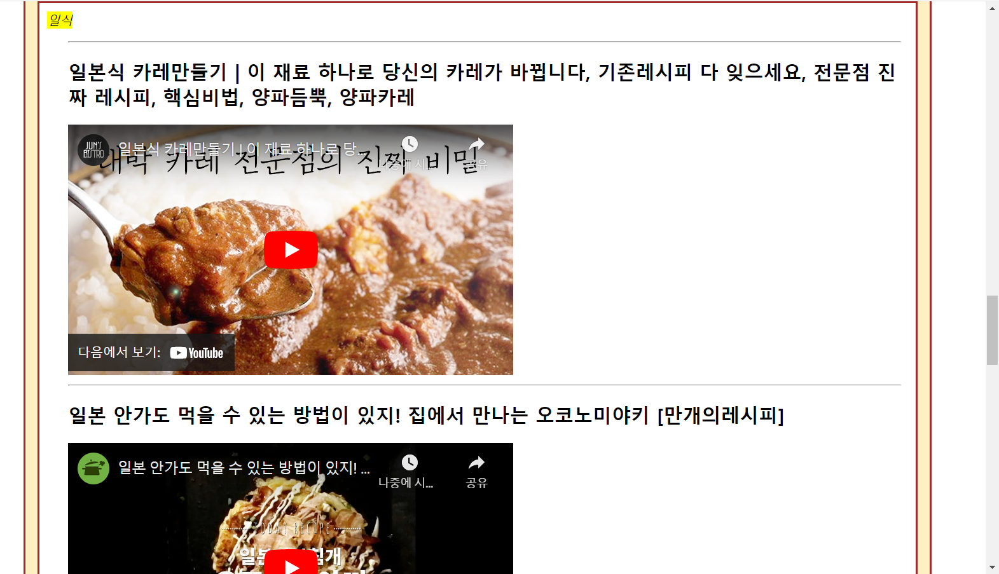 일식
일본식 카레만들기 | 이 재료 하나로 당신의 카레가 바뀝니다, 기존레시피 다 잊으세요, 전문점 진
짜 레시피, 핵심비법, 양파듬뿍, 양파카레
JUN'S
BISTRO
일본식 카레만들기 | 이 재료 하나로 당...
나중에 시...
공유
대박 카레 전문점의 진짜 비밀
다음에서 보기: YouTube
일본 안가도 먹을 수 있는 방법이 있지! 집에서 만나는 오코노미야키 [만개의레시피]
일본 안가도 먹을 수 있는 방법이 있지! ...
나중에 시...
공유
TODAY RECIPE